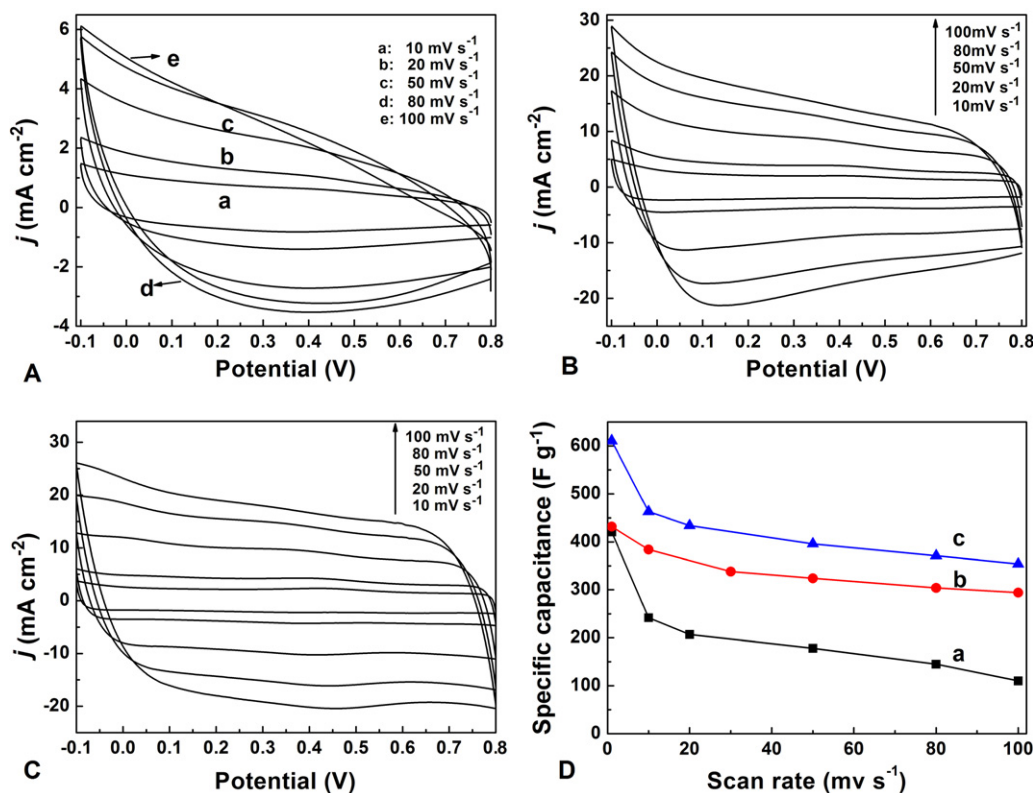 6
4
2
0
-2
-4
j (mA cm-2)
e
c
b
a
d
a: 10 mV s-1
b: 20 mV s-1
c: 50 mV s-1
d: 80 mV s-1
e: 100 mV s-1
-0.1 0.0 0.1 0.2 0.3 0.4 0.5 0.6 0.7 0.8
Potential (V)
A
30
20
10
0
-10
-20
j (mA cm-2)
100mV s-1
80mV s-1
50mV s-1
20mV s-1
10mV s-1
-0.1 0.0 0.1 0.2 0.3 0.4 0.5 0.6 0.7 0.8
Potential (V)
B
30
20
10
0
-10
-20
j (mA cm-2)
100 mV s-1
80 mV s-1
50 mV s-1
20 mV s-1
10 mV s-1
-0.1 0.0 0.1 0.2 0.3 0.4 0.5 0.6 0.7 0.8
Potential (V)
C
600
500
400
300
200
100
0
Specific capacitance (F g-1)
c
b
a
0 20 40 60 80 100
Scan rate (mv s-1)
D